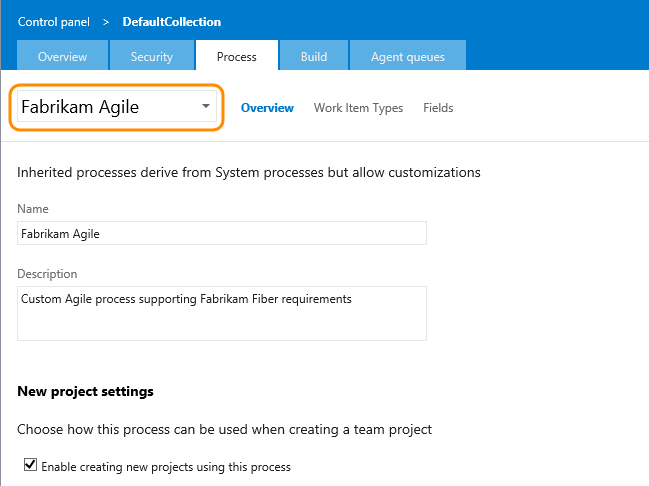 Control panel > DefaultCollection
Overview Security Process Build Agent queues
Fabrikam Agile Overview Work Item Types Fields
Inherited processes derive from System processes but allow customizations
Name
Fabrikam Agile
Description
Custom Agile process supporting Fabrikam Fiber requirements
New project settings
Choose how this process can be used when creating a team project
Enable creating new projects using this process